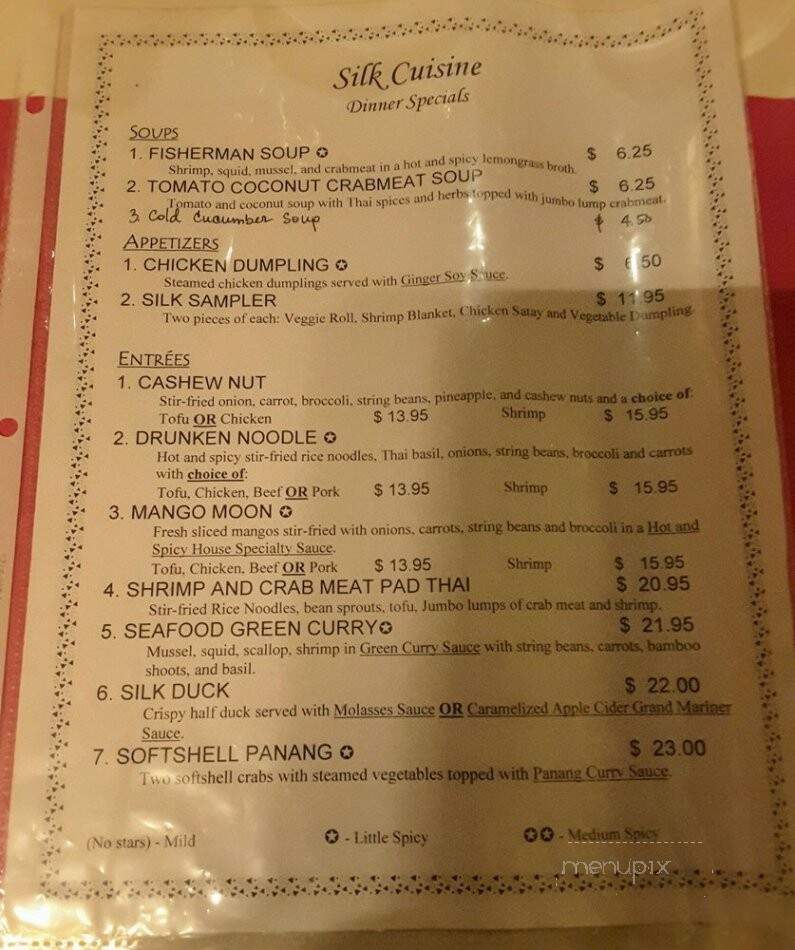 Silk Cuisine
Dinner Specials
SOUPS
1. FISHERMAN SOUP ✪ $ 6.25
Shrimp, squid, mussel, and crabmeat in a hot and spicy lemongrass broth.
2. TOMATO COCONUT CRABMEAT SOUP $ 6.25
Tomato and coconut soup with Thai spices and herbs topped with jumbo lump crabmeat.
3 Cold Cucumber Soup $ 4.50
APPETIZERS
1. CHICKEN DUMPLING ✪ $ 6.50
Steamed chicken dumplings served with Ginger Soy Sauce.
2. SILK SAMPLER $ 11.95
Two pieces of each: Veggie Roll, Shrimp Blanket, Chicken Satay and Vegetable Dumpling.
ENTRÉES
1. CASHEW NUT
Stir-fried onion, carrot, broccoli, string beans, pineapple, and cashew nuts and a choice of:
Tofu OR Chicken $ 13.95 Shrimp $ 15.95
2. DRUNKEN NOODLE ✪
Hot and spicy stir-fried rice noodles, Thai basil, onions, string beans, broccoli and carrots
with choice of:
Tofu, Chicken, Beef OR Pork $ 13.95 Shrimp $ 15.95
3. MANGO MOON ✪
Fresh sliced mangos stir-fried with onions, carrots, string beans and broccoli in a Hot and
Spicy House Specialty Sauce.
Tofu, Chicken, Beef OR Pork $ 13.95 Shrimp $ 15.95
4. SHRIMP AND CRAB MEAT PAD THAI $ 20.95
Stir-fried Rice Noodles, bean sprouts, tofu, Jumbo lumps of crab meat and shrimp.
5. SEAFOOD GREEN CURRY✪ $ 21.95
Mussel, squid, scallop, shrimp in Green Curry Sauce with string beans, carrots, bamboo
shoots, and basil.
6. SILK DUCK $ 22.00
Crispy half duck served with Molasses Sauce OR Caramelized Apple Cider Grand Mariner
Sauce.
7. SOFTSHELL PANANG ✪ $ 23.00
Two softshell crabs with steamed vegetables topped with Panang Curry Sauce.
(No stars) - Mild ✪ - Little Spicy ✪✪ - Medium Spicy
menupix